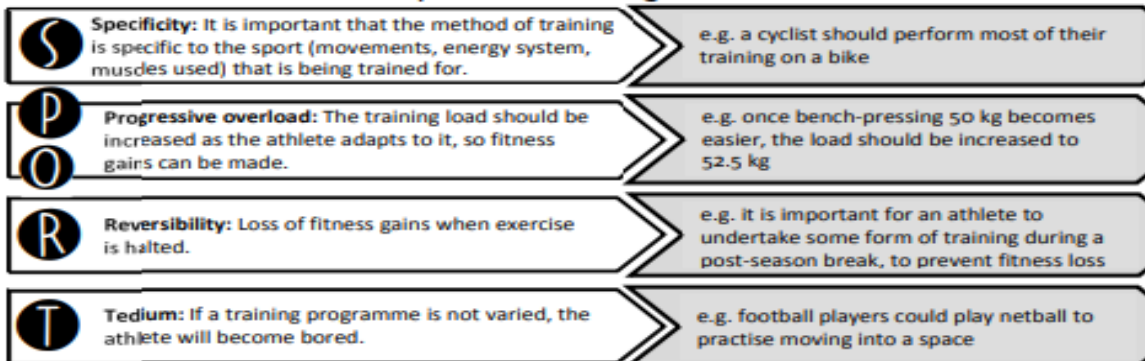 S
Specificity: It is important that the method of training
is specific to the sport (movements, energy system,
muscles used) that is being trained for.
e.g. a cyclist should perform most of their
training on a bike
P
O
Progressive overload: The training load should be
increased as the athlete adapts to it, so fitness
gains can be made.
e.g. once bench-pressing 50 kg becomes
easier, the load should be increased to
52.5 kg
R
Reversibility: Loss of fitness gains when exercise
is halted.
e.g. it is important for an athlete to
undertake some form of training during a
post-season break, to prevent fitness loss
T
Tedium: If a training programme is not varied, the
athlete will become bored.
e.g. football players could play netball to
practise moving into a space